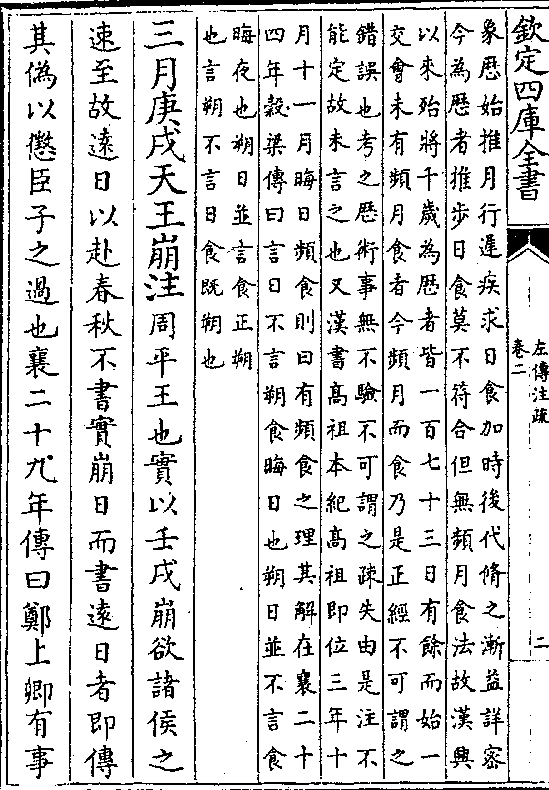 欽定四庫全書
左傳注疏
卷二
二
象歴始推月行遲疾求日食加時後代脩之漸益詳宻
今為歴者推步日食莫不符合但無頻月食法故漢興
以來殆將千歲為歴者皆一百七十三日有餘而始一
交會未有頻月食者今頻月而食乃是正經不可謂之
錯誤也考之歴術事無不驗不可謂之疎失由是注不
能定故未言之也又漢書髙祖本紀髙祖即位三年十
月十一月晦日頻食則日有頻食之理其解在襄二十
四年榖梁傳曰言日不言朔食晦日也朔日並不言食
晦夜也朔日並言食正朔
也言朔不言日食既朔也
三月庚戌天王崩注周平王也實以壬戌崩欲諸侯之
速至故遠日以赴春秋不書實崩日而書遠日者即傳
其偽以懲臣子之過也襄二十九年傳曰鄭上卿有事